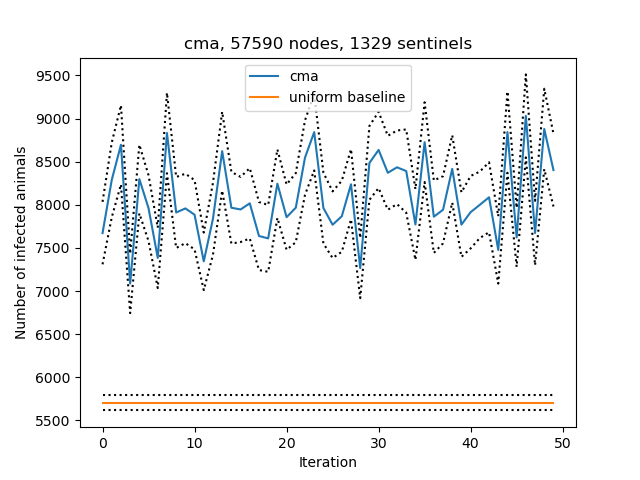 cma, 57590 nodes, 1329 sentinels
cma
uniform baseline
Number of infected animals
9500
9000
8500
8000
7500
7000
6500
6000
5500
0 10 20 30 40 50
Iteration